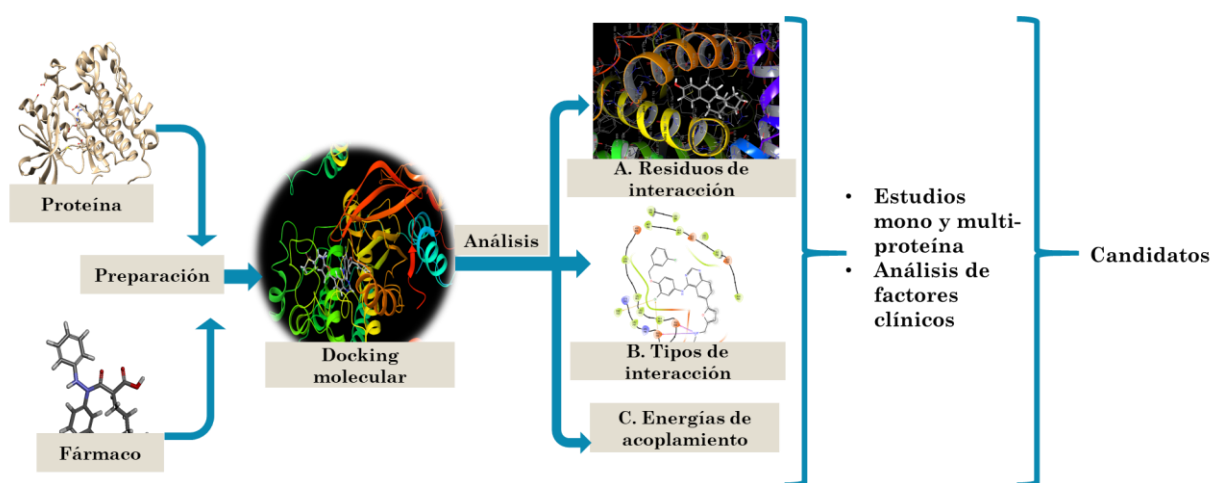 Proteína
Preparación
Fármaco
Docking
molecular
Análisis
A. Residuos de
interacción
B. Tipos de
interacción
C. Energías de
acoplamiento
• Estudios
mono y multi-
proteína
• Análisis de
factores
clínicos
Candidatos